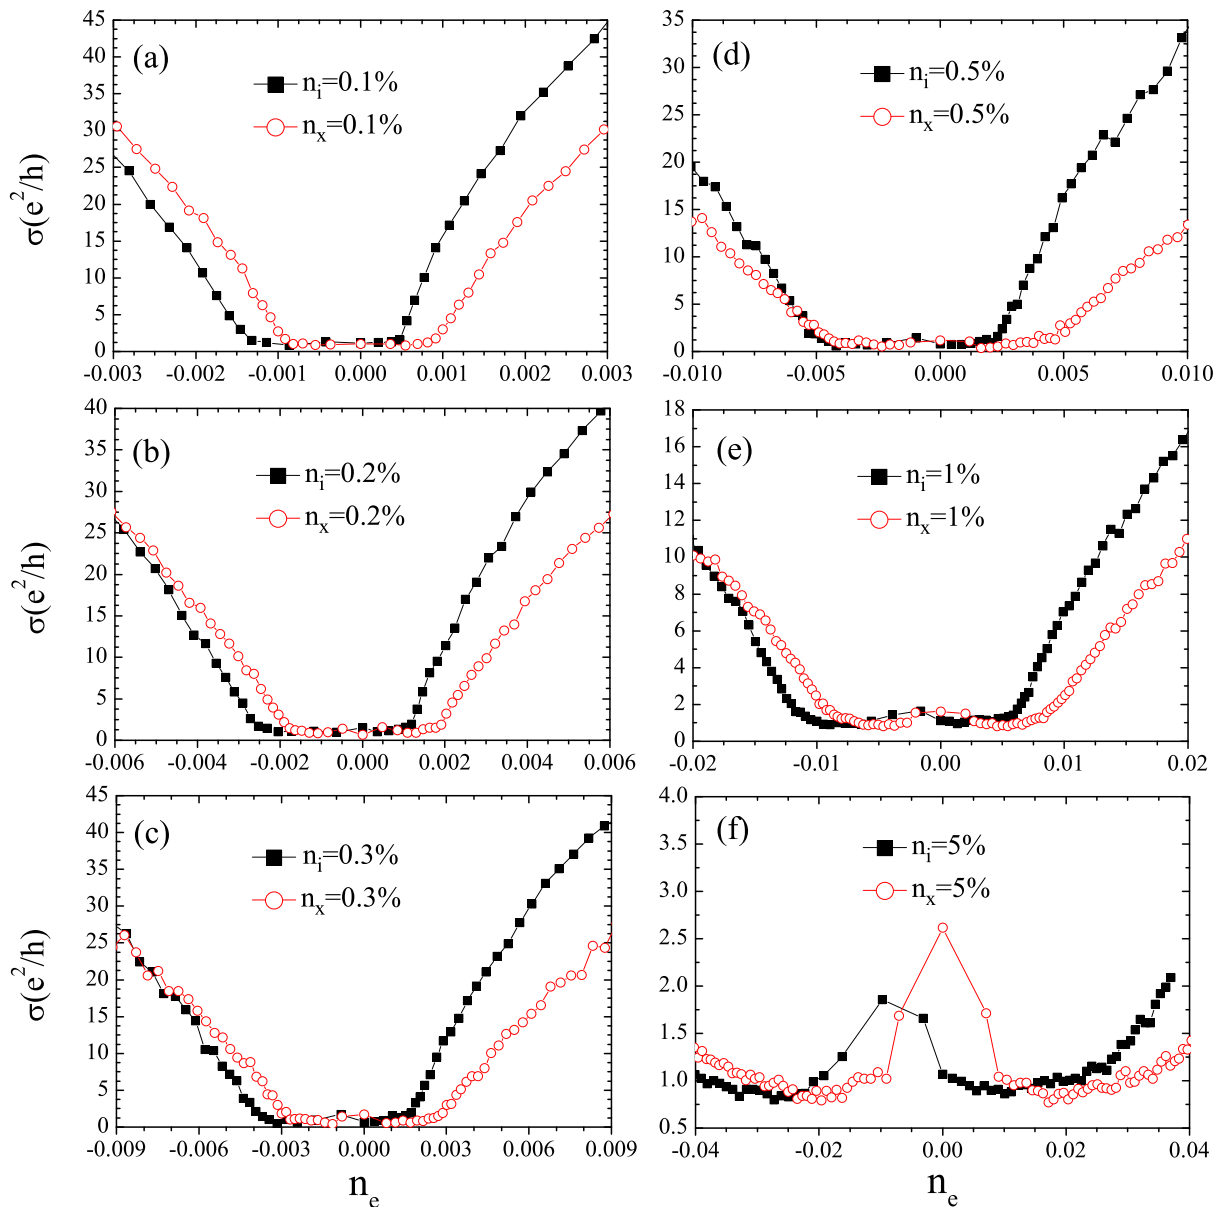 (a)
n_i=0.1%
n_x=0.1%
σ(e²/h)
45
40
35
30
25
20
15
10
5
0
-0.003 -0.002 -0.001 0.000 0.001 0.002 0.003
(d)
n_i=0.5%
n_x=0.5%
35
30
25
20
15
10
5
0
-0.010 -0.005 0.000 0.005 0.010
(b)
n_i=0.2%
n_x=0.2%
σ(e²/h)
40
35
30
25
20
15
10
5
0
-0.006 -0.004 -0.002 0.000 0.002 0.004 0.006
(e)
n_i=1%
n_x=1%
18
16
14
12
10
8
6
4
2
0
-0.02 -0.01 0.00 0.01 0.02
(c)
n_i=0.3%
n_x=0.3%
σ(e²/h)
45
40
35
30
25
20
15
10
5
0
-0.009 -0.006 -0.003 0.000 0.003 0.006 0.009
n_e
(f)
n_i=5%
n_x=5%
4.0
3.5
3.0
2.5
2.0
1.5
1.0
0.5
-0.04 -0.02 0.00 0.02 0.04
n_e